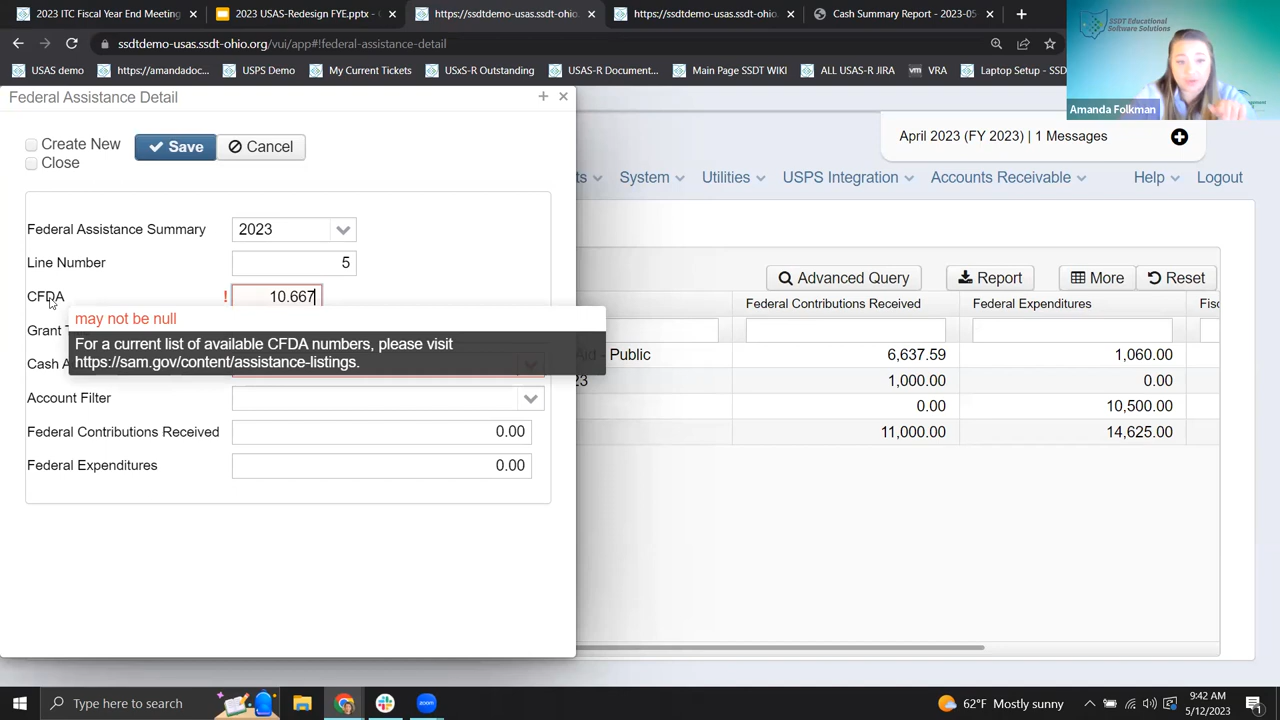 2023 ITC Fiscal Year End Meeting
2023 USAS-Redesign FYE.pptx -
https://ssdtdemo-usas.ssdt-ohio.
https://ssdtdemo-usas.ssdt-ohio.
Cash Summary Report - 2023-05
ssdtdemo-usas.ssdt-ohio.org/vui/app#!federal-assistance-detail
USAS demo
https://amandadoc...
USPS Demo
My Current Tickets
USxS-R Outstanding
USAS-R Document...
Main Page SSDT WIKI
ALL USAS-R JIRA
VRA
Laptop Setup - SSD
SSDT Educational
Software Solutions
Amanda Folkman
Federal Assistance Detail
Create New
Close
Save
Cancel
April 2023 (FY 2023) | 1 Messages
System
Utilities
USPS Integration
Accounts Receivable
Help
Logout
Federal Assistance Summary
2023
Line Number
5
CFDA
! 10.667
may not be null
For a current list of available CFDA numbers, please visit
https://sam.gov/content/assistance-listings.
Grant
Cash A
Account Filter
Federal Contributions Received
0.00
Federal Expenditures
0.00
Advanced Query
Report
More
Reset
Federal Contributions Received
Federal Expenditures
Aid - Public
6,637.59
1,060.00
23
1,000.00
0.00
0.00
10,500.00
11,000.00
14,625.00
Type here to search
zoom
62°F Mostly sunny
9:42 AM
5/12/2023